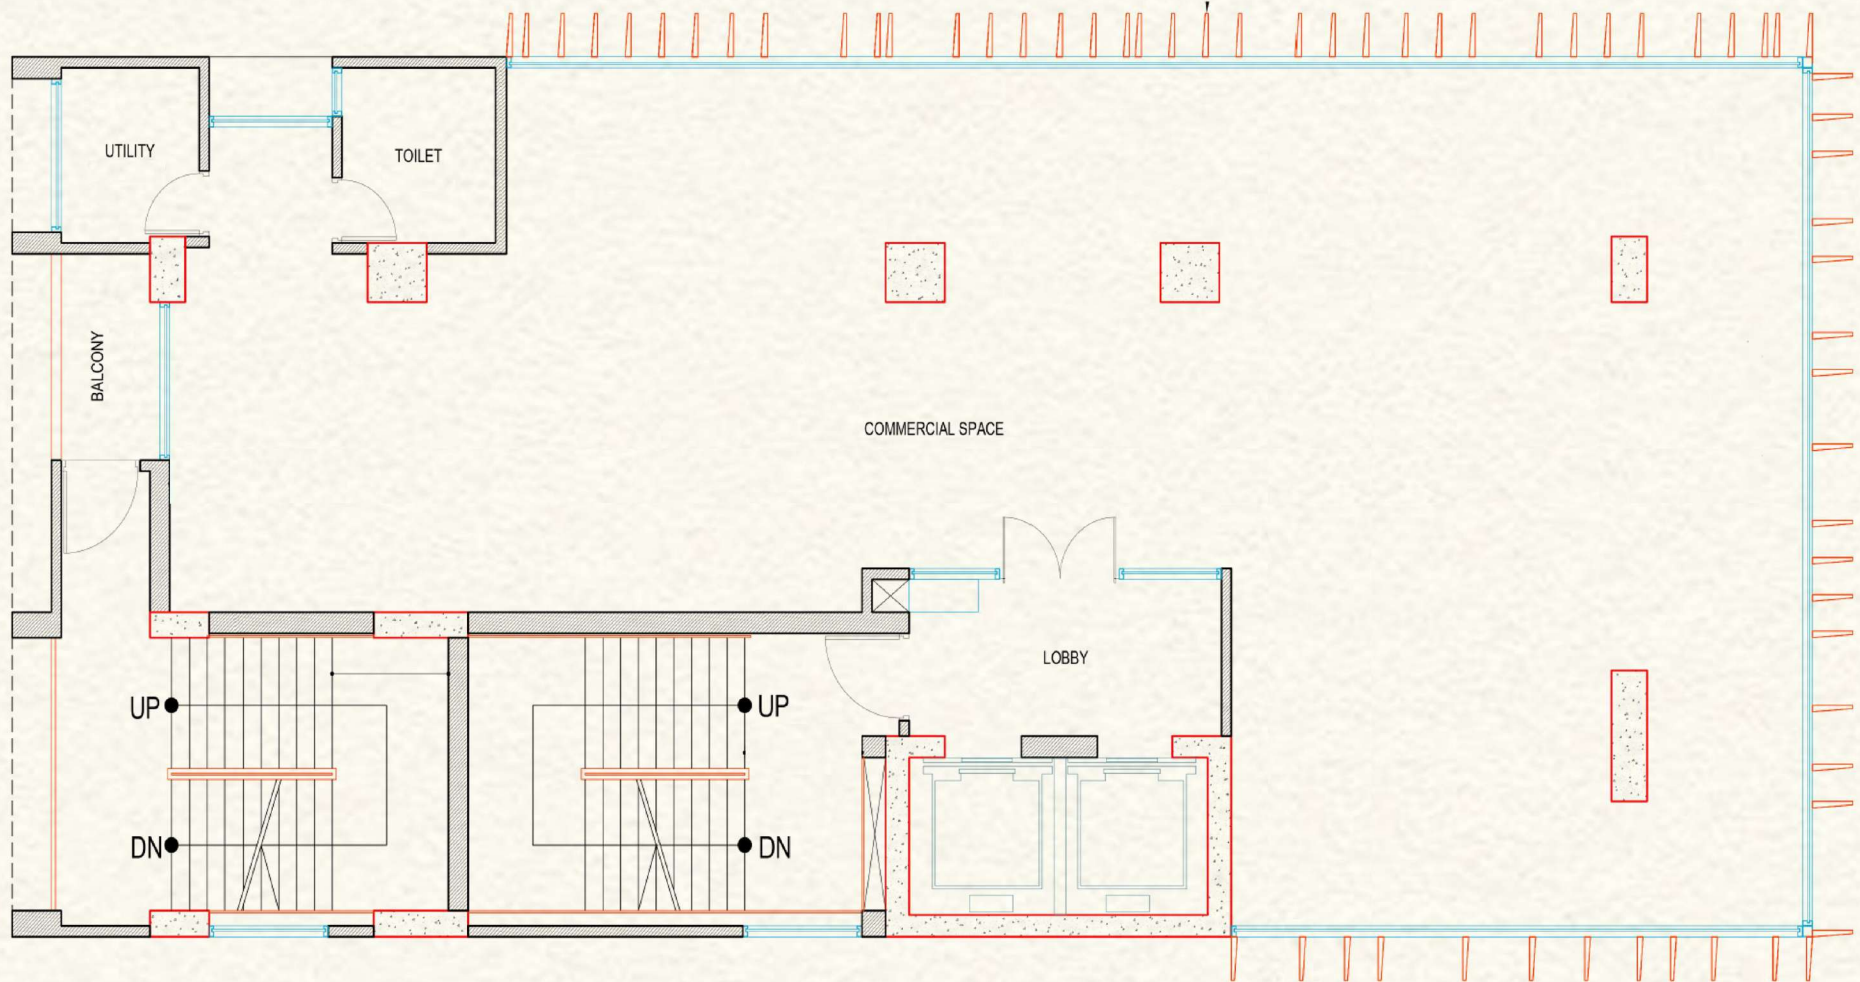 UTILITY
TOILET
BALCONY
COMMERCIAL SPACE
LOBBY
UP
UP
DN
DN